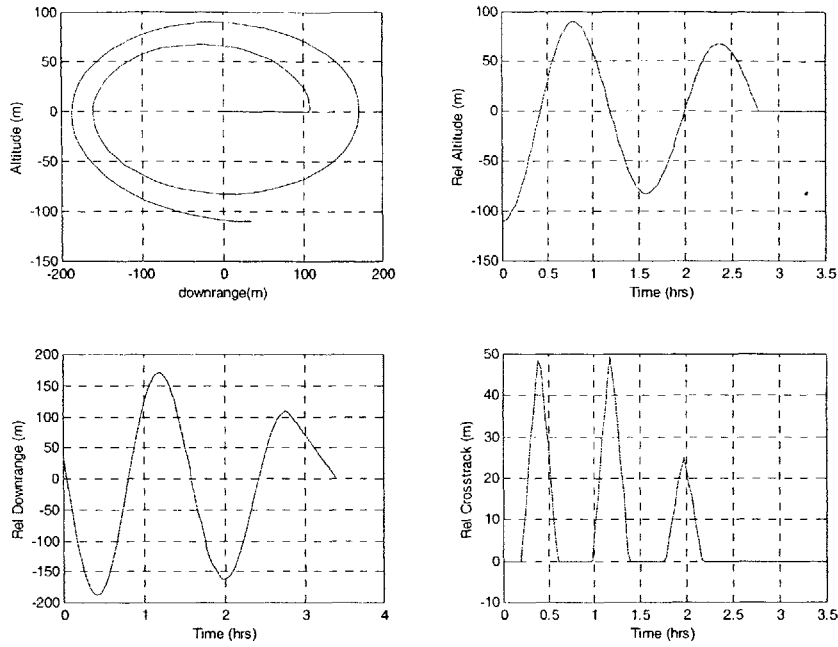 100
50
0
-50
-100
-150
Altitude (m)
-200 -100 0 100 200
downrange(m)
100
50
0
-50
-100
-150
Rel Altitude (m)
0 0.5 1 1.5 2 2.5 3 3.5
Time (hrs)
200
150
100
50
0
-50
-100
-150
-200
Rel Downrange (m)
0 1 2 3 4
Time (hrs)
50
40
30
20
10
0
-10
Rel Crosstrack (m)
0 0.5 1 1.5 2 2.5 3 3.5
Time (hrs)